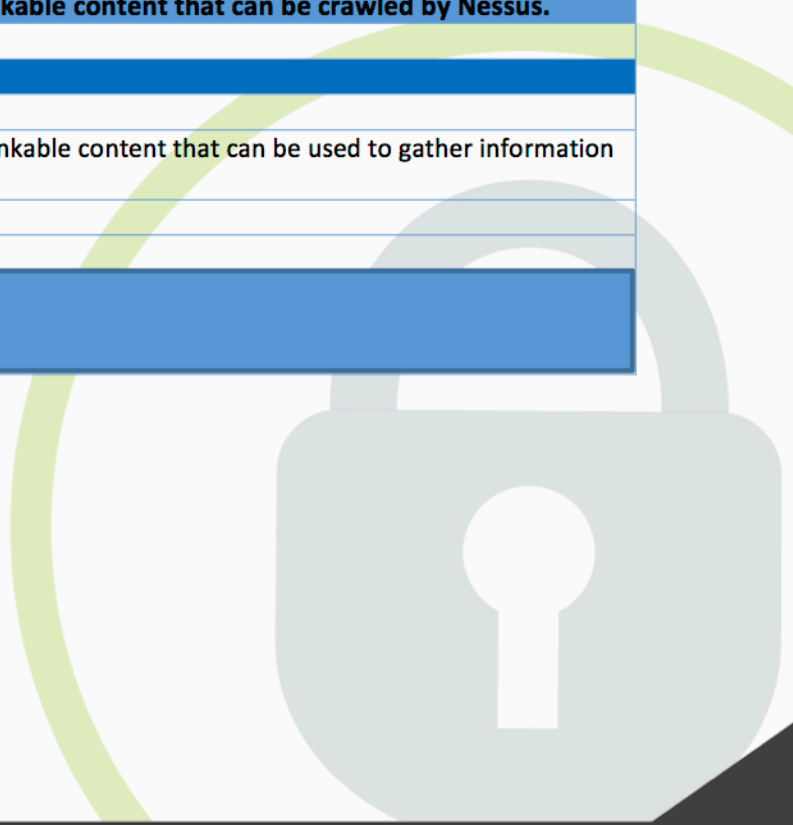 kable content that can be crawled by Nessus.
nkable content that can be used to gather information